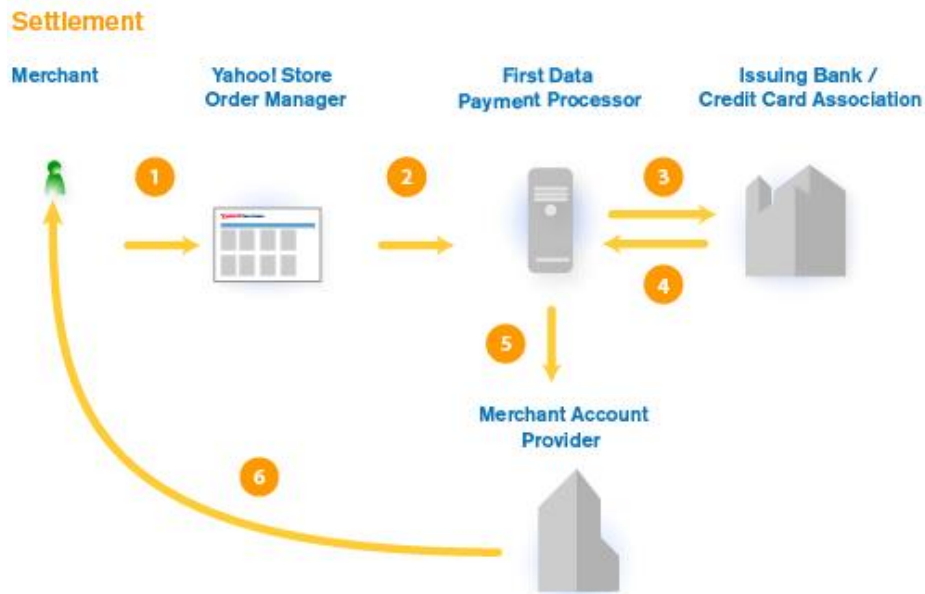 Settlement
Merchant
Yahoo! Store
Order Manager
First Data
Payment Processor
Issuing Bank /
Credit Card Association
1
2
3
4
5
Merchant Account
Provider
6